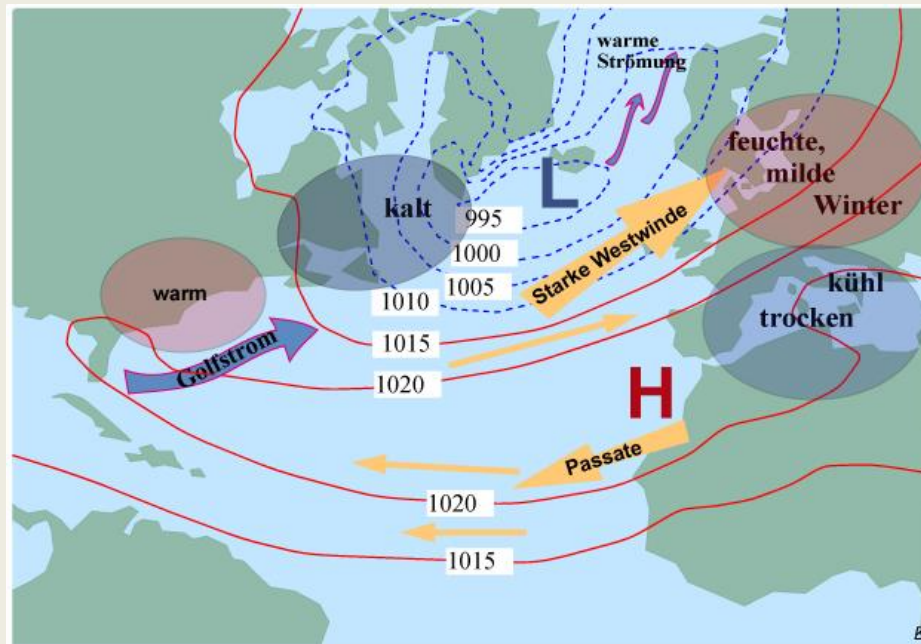 warme
Strömung
feuchte,
milde
Winter
L
kalt
995
1000
1005
1010
Starke Westwinde
kühl
trocken
warm
Golfstrom
1015
1020
H
Passate
1020
1015